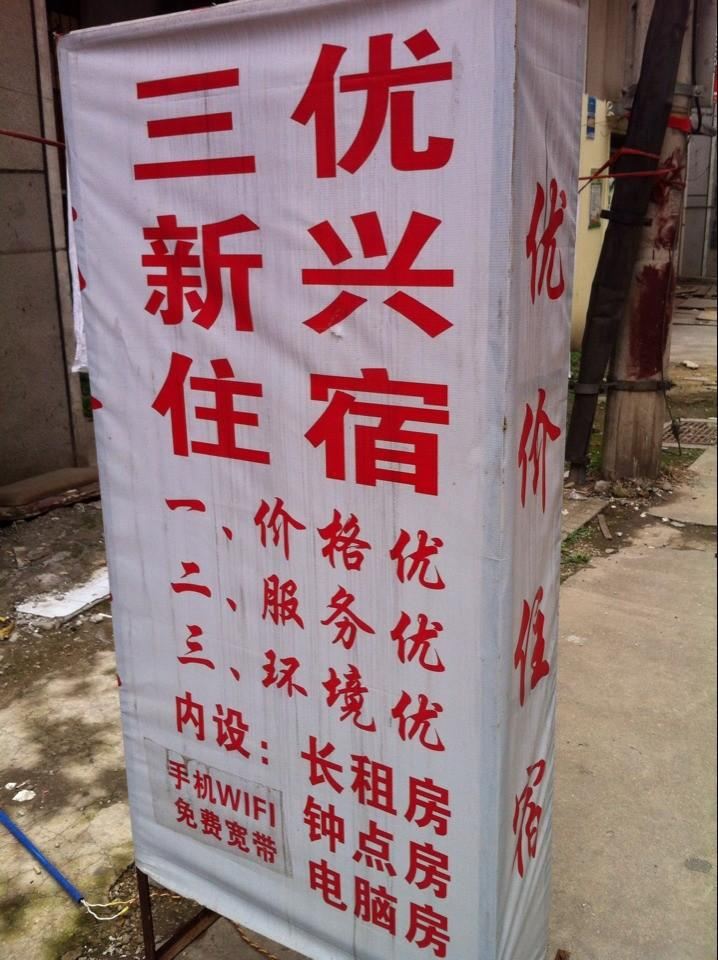 三优
新兴
住宿
一、价格优
二、服务优
三、环境优
内设：长租房
钟点房
电脑房
手机WIFI
免费宽带
优价住宿